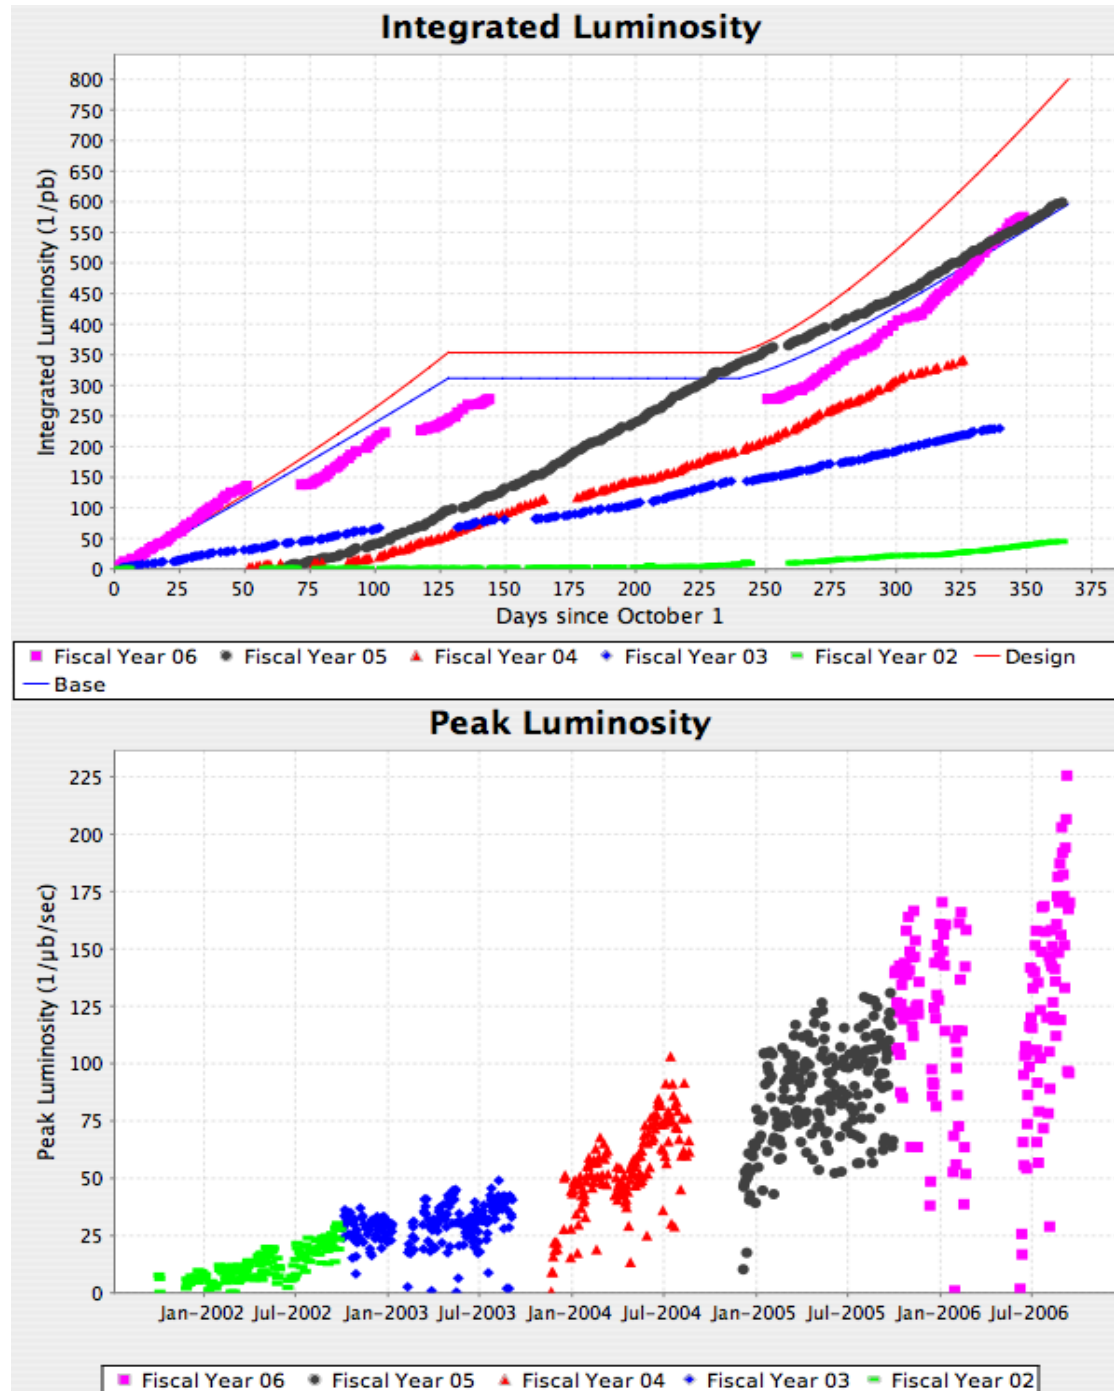 Integrated Luminosity
Integrated Luminosity (1/pb)
800
750
700
650
600
550
500
450
400
350
300
250
200
150
100
50
0
0 25 50 75 100 125 150 175 200 225 250 275 300 325 350 375
Days since October 1
Fiscal Year 06 Fiscal Year 05 Fiscal Year 04 Fiscal Year 03 Fiscal Year 02 Design
Base
Peak Luminosity
Peak Luminosity (1/µb/sec)
225
200
175
150
125
100
75
50
25
0
Jan-2002 Jul-2002 Jan-2003 Jul-2003 Jan-2004 Jul-2004 Jan-2005 Jul-2005 Jan-2006 Jul-2006
Fiscal Year 06 Fiscal Year 05 Fiscal Year 04 Fiscal Year 03 Fiscal Year 02